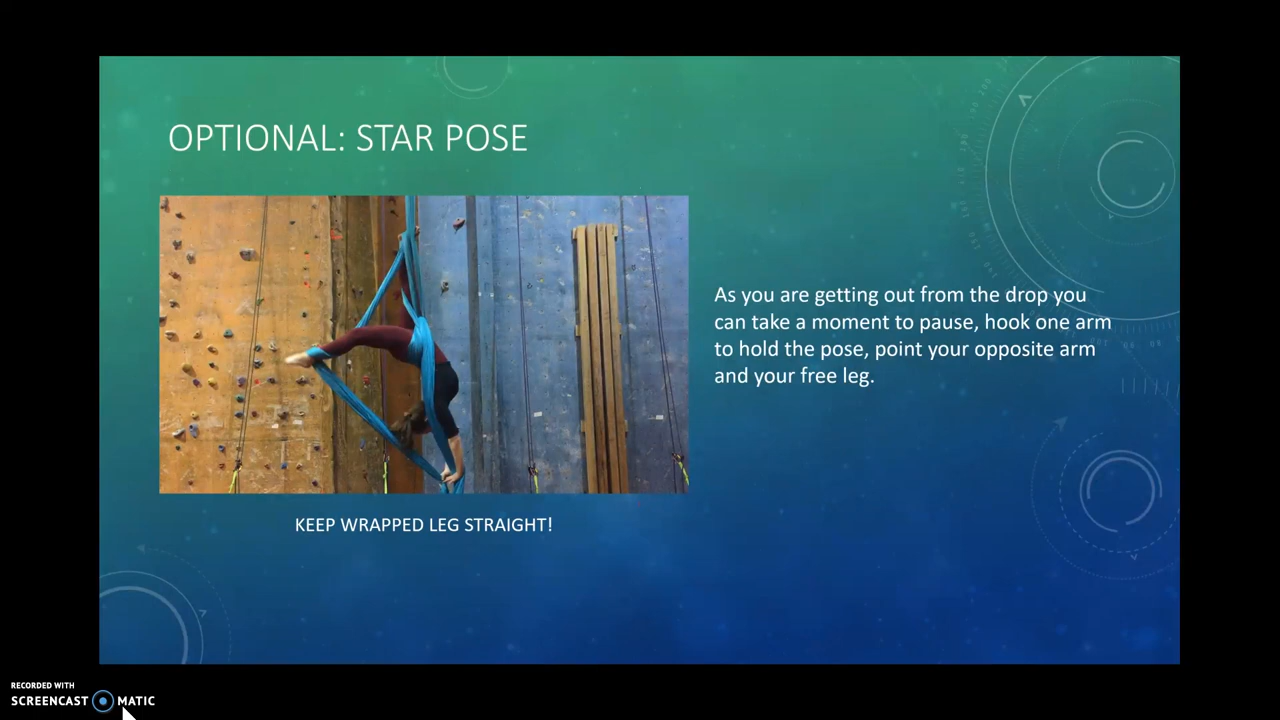 OPTIONAL: STAR POSE
As you are getting out from the drop you
can take a moment to pause, hook one arm
to hold the pose, point your opposite arm
and your free leg.
KEEP WRAPPED LEG STRAIGHT!
RECORDED WITH
SCREENCAST MATIC